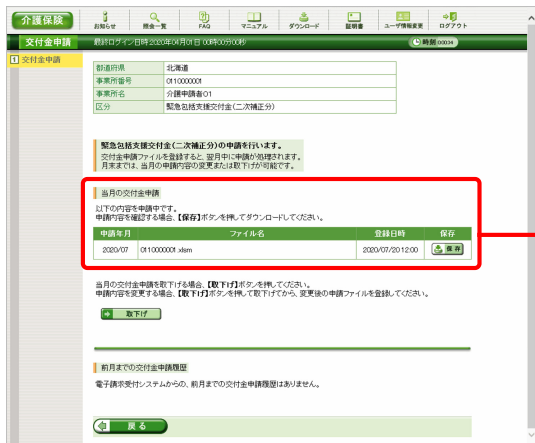 介護保険
お知らせ 照会一覧 FAQ マニュアル ダウンロード 証明書 ユーザ情報変更 ログアウト
交付金申請 最終ログイン日時:2020年04月01日 00時00分00秒 時刻 00034
1 交付金申請
都道府県 北海道
事業所番号 0110000001
事業所名 介護申請者01
区分 緊急包括支援交付金(二次補正分)
緊急包括支援交付金(二次補正分)の申請を行います。
交付金申請ファイルを登録すると、翌月中に申請が処理されます。
月末までは、当月の申請内容の変更または取下げが可能です。
当月の交付金申請
以下の内容を申請中です。
申請内容を確認する場合、【保存】ボタンを押してダウンロードしてください。
申請年月 ファイル名 登録日時 保存
2020/07 0110000001.xlsm 2020/07/20 12:00 保存
当月の交付金申請を取下げる場合、【取下げ】ボタンを押してください。
申請内容を変更する場合、【取下げ】ボタンを押して取下げてから、変更後の申請ファイルを登録してください。
取下げ
前月までの交付金申請履歴
電子請求受付システムからの、前月までの交付金申請履歴はありません。
戻る